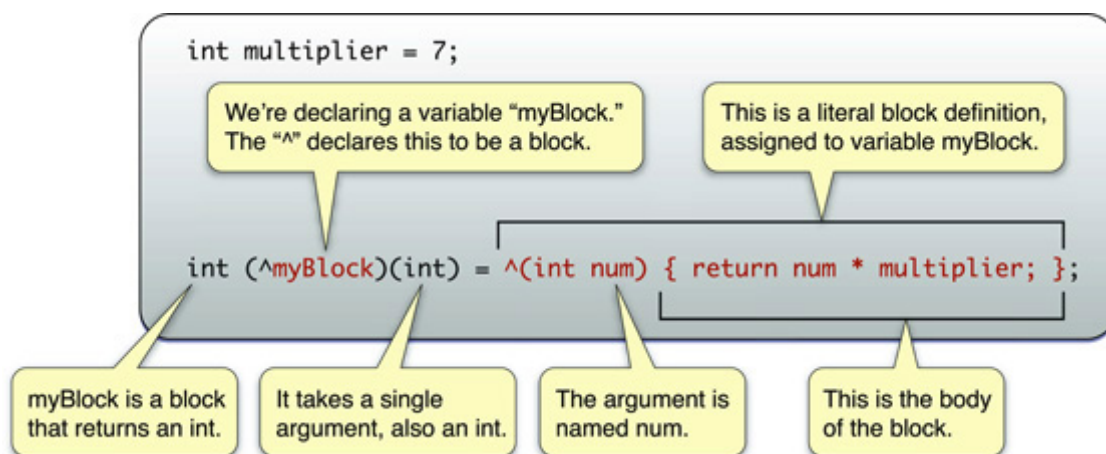 int multiplier = 7;
We’re declaring a variable “myBlock.”
The “^” declares this to be a block.
This is a literal block definition,
assigned to variable myBlock.
int (^myBlock)(int) = ^(int num) { return num * multiplier; };
myBlock is a block
that returns an int.
It takes a single
argument, also an int.
The argument is
named num.
This is the body
of the block.